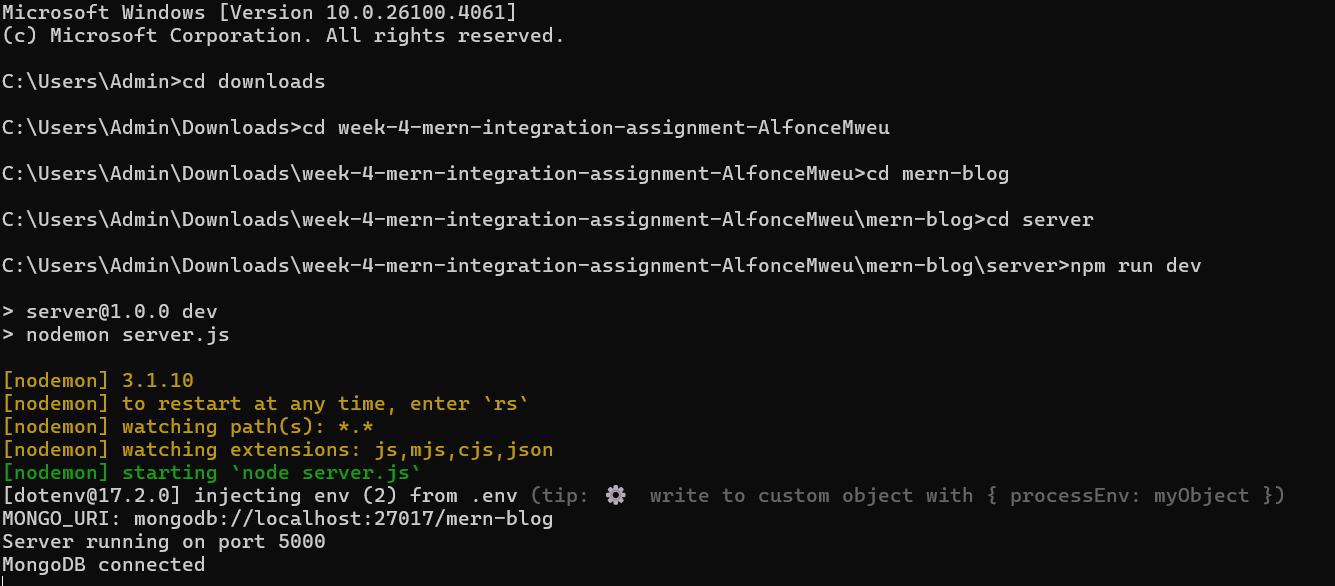 Microsoft Windows [Version 10.0.26100.4061]
(c) Microsoft Corporation. All rights reserved.
C:\Users\Admin>cd downloads
C:\Users\Admin\Downloads>cd week-4-mern-integration-assignment-AlfonceMweu
C:\Users\Admin\Downloads\week-4-mern-integration-assignment-AlfonceMweu>cd mern-blog
C:\Users\Admin\Downloads\week-4-mern-integration-assignment-AlfonceMweu\mern-blog>cd server
C:\Users\Admin\Downloads\week-4-mern-integration-assignment-AlfonceMweu\mern-blog\server>npm run dev
> server@1.0.0 dev
> nodemon server.js
[nodemon] 3.1.10
[nodemon] to restart at any time, enter `rs`
[nodemon] watching path(s): *.*
[nodemon] watching extensions: js,mjs,cjs,json
[nodemon] starting `node server.js`
[dotenv@17.2.0] injecting env (2) from .env (tip: ⚙️  write to custom object with { processEnv: myObject })
MONGO_URI: mongodb://localhost:27017/mern-blog
Server running on port 5000
MongoDB connected